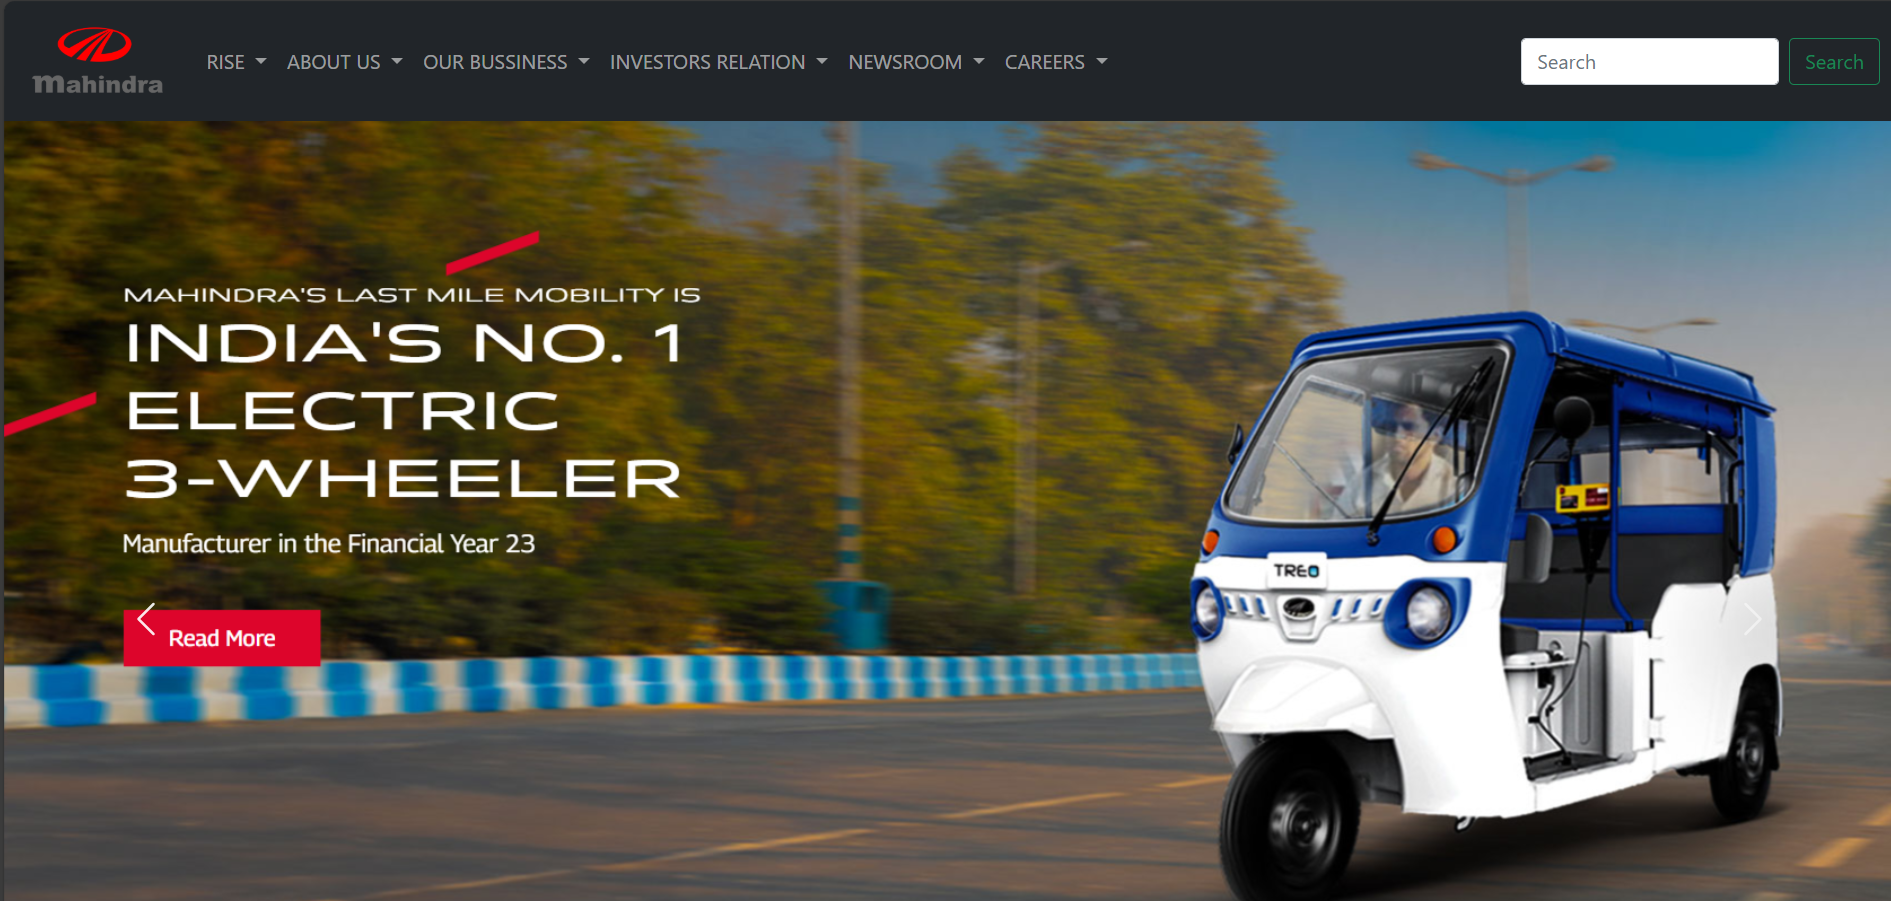 mahindra
RISE
ABOUT US
OUR BUSSINESS
INVESTORS RELATION
NEWSROOM
CAREERS
Search
Search
MAHINDRA'S LAST MILE MOBILITY IS
INDIA'S NO. 1
ELECTRIC
3-WHEELER
Manufacturer in the Financial Year 23
Read More
TREO